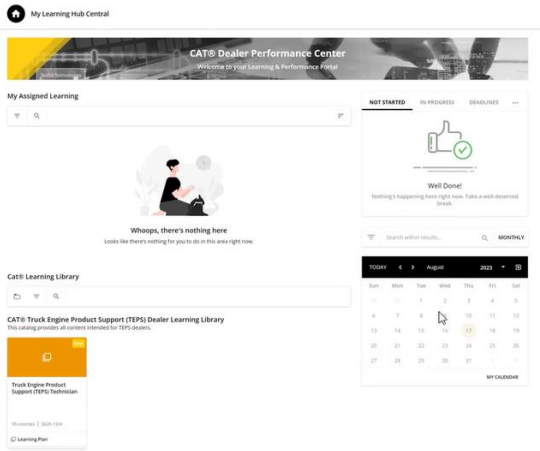 My Learning Hub Central
CAT® Dealer Performance Center
Welcome to your Learning & Performance Portal
My Assigned Learning
Whoops, there's nothing here
Looks like there's nothing for you to do in this area right now.
NOT STARTED IN PROGRESS DEADLINES ...
Well Done!
Nothing's happening here right now. Take a well-deserved
break.
Search within results... MONTHLY
TODAY < > August 2023
Sun Mon Tue Wed Thu Fri Sat
30 31 1 2 3 4 5
6 7 8 10 11 12
13 14 15 16 17 18 19
20 21 22 23 24 25 26
27 28 29 30 31 1 2
MY CALENDAR
Cat® Learning Library
CAT® Truck Engine Product Support (TEPS) Dealer Learning Library
This catalog provides all content intended for TEPS dealers.
New
Truck Engine Product
Support (TEPS) Technician
Learning Plan